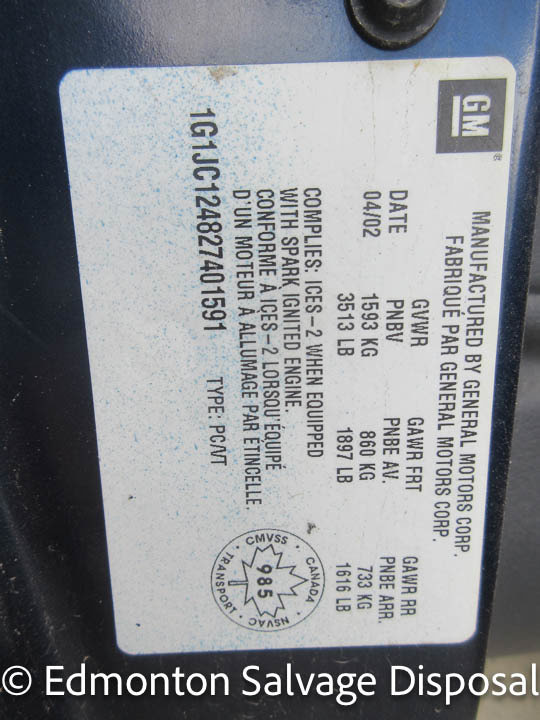 GM
MANUFACTURED BY GENERAL MOTORS CORP.
FABRIQUÉ PAR GENERAL MOTORS CORP.
DATE GVWR GAWR FRT GAWR RR
PNBV PNBE AV. PNBE ARR.
04/02 1593 KG 860 KG 733 KG
3513 LB 1897 LB 1616 LB
COMPLIES: ICES-2 WHEN EQUIPPED
WITH SPARK IGNITED ENGINE.
CONFORME À ICES-2 LORSQU'ÉQUIPÉ
D'UN MOTEUR À ALLUMAGE PAR ÉTINCELLE.
1G1JC124827401591 TYPE: PC/VT
CANADA
CMVSS
985
NSVAC
TRANSPORT
© Edmonton Salvage Disposal